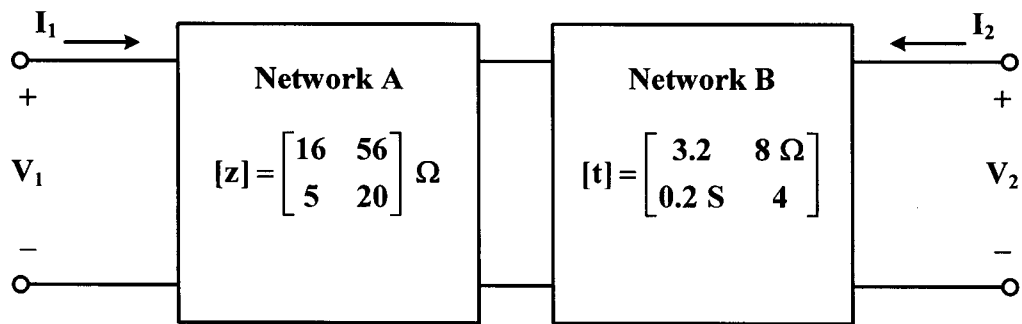 I₁
I₂
Network A
Network B
+
+
V₁
[z] = [16 56
5 20] Ω
[t] = [3.2 8 Ω
0.2 S 4]
V₂
–
–